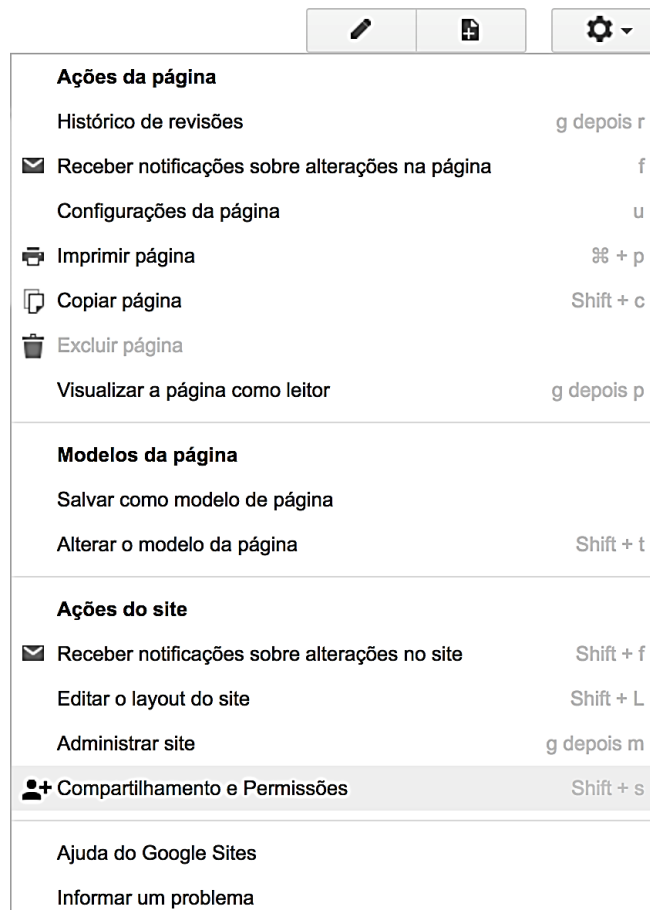 Ações da página
Histórico de revisões g depois r
Receber notificações sobre alterações na página f
Configurações da página u
Imprimir página ⌘ + p
Copiar página Shift + c
Excluir página
Visualizar a página como leitor g depois p
Modelos da página
Salvar como modelo de página
Alterar o modelo da página Shift + t
Ações do site
Receber notificações sobre alterações no site Shift + f
Editar o layout do site Shift + L
Administrar site g depois m
Compartilhamento e Permissões Shift + s
Ajuda do Google Sites
Informar um problema